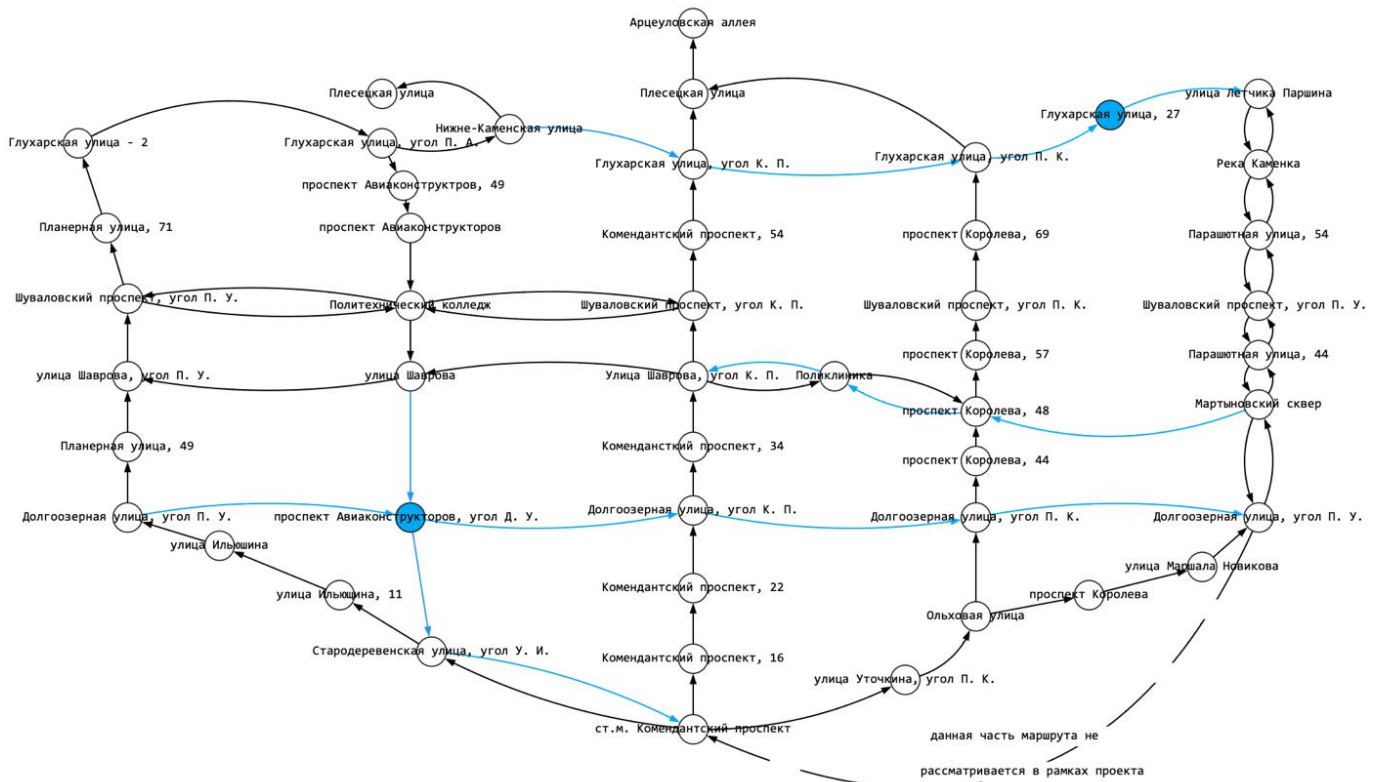 Арцеуловская аллея
Плесецкая улица
Плесецкая улица
улица Летчика Паршина
Глухарская улица, 27
Нижне-Каменская улица
Глухарская улица - 2
Глухарская улица, угол П. А.
Глухарская улица, угол К. П.
Глухарская улица, угол П. К.
Река Каменка
проспект Авиаконструктров, 49
Планерная улица, 71
проспект Авиаконструкторов
Комендантский проспект, 54
проспект Королева, 69
Парашютная улица, 54
Шуваловский проспект, угол П. У.
Политехнический колледж
Шуваловский проспект, угол К. П.
Шуваловский проспект, угол П. К.
Шуваловский проспект, угол П. У.
проспект Королева, 57
Парашютная улица, 44
улица Шаврова, угол П. У.
улица Шаврова
Улица Шаврова, угол К. П.
Поликлиника
проспект Королева, 48
Мартыновский сквер
Планерная улица, 49
Комендансткий проспект, 34
проспект Королева, 44
Долгоозерная улица, угол П. У.
проспект Авиаконструкторов, угол Д. У.
Долгоозерная улица, угол К. П.
Долгоозерная улица, угол П. К.
Долгоозерная улица, угол П. У.
улица Ильюшина
улица Маршала Новикова
улица Ильюшина, 11
Комендантский проспект, 22
проспект Королева
Ольховая улица
Стародеревенская улица, угол У. И.
Комендантский проспект, 16
улица Уточкина, угол П. К.
ст.м. Комендантский проспект
данная часть маршрута не
рассматривается в рамках проекта